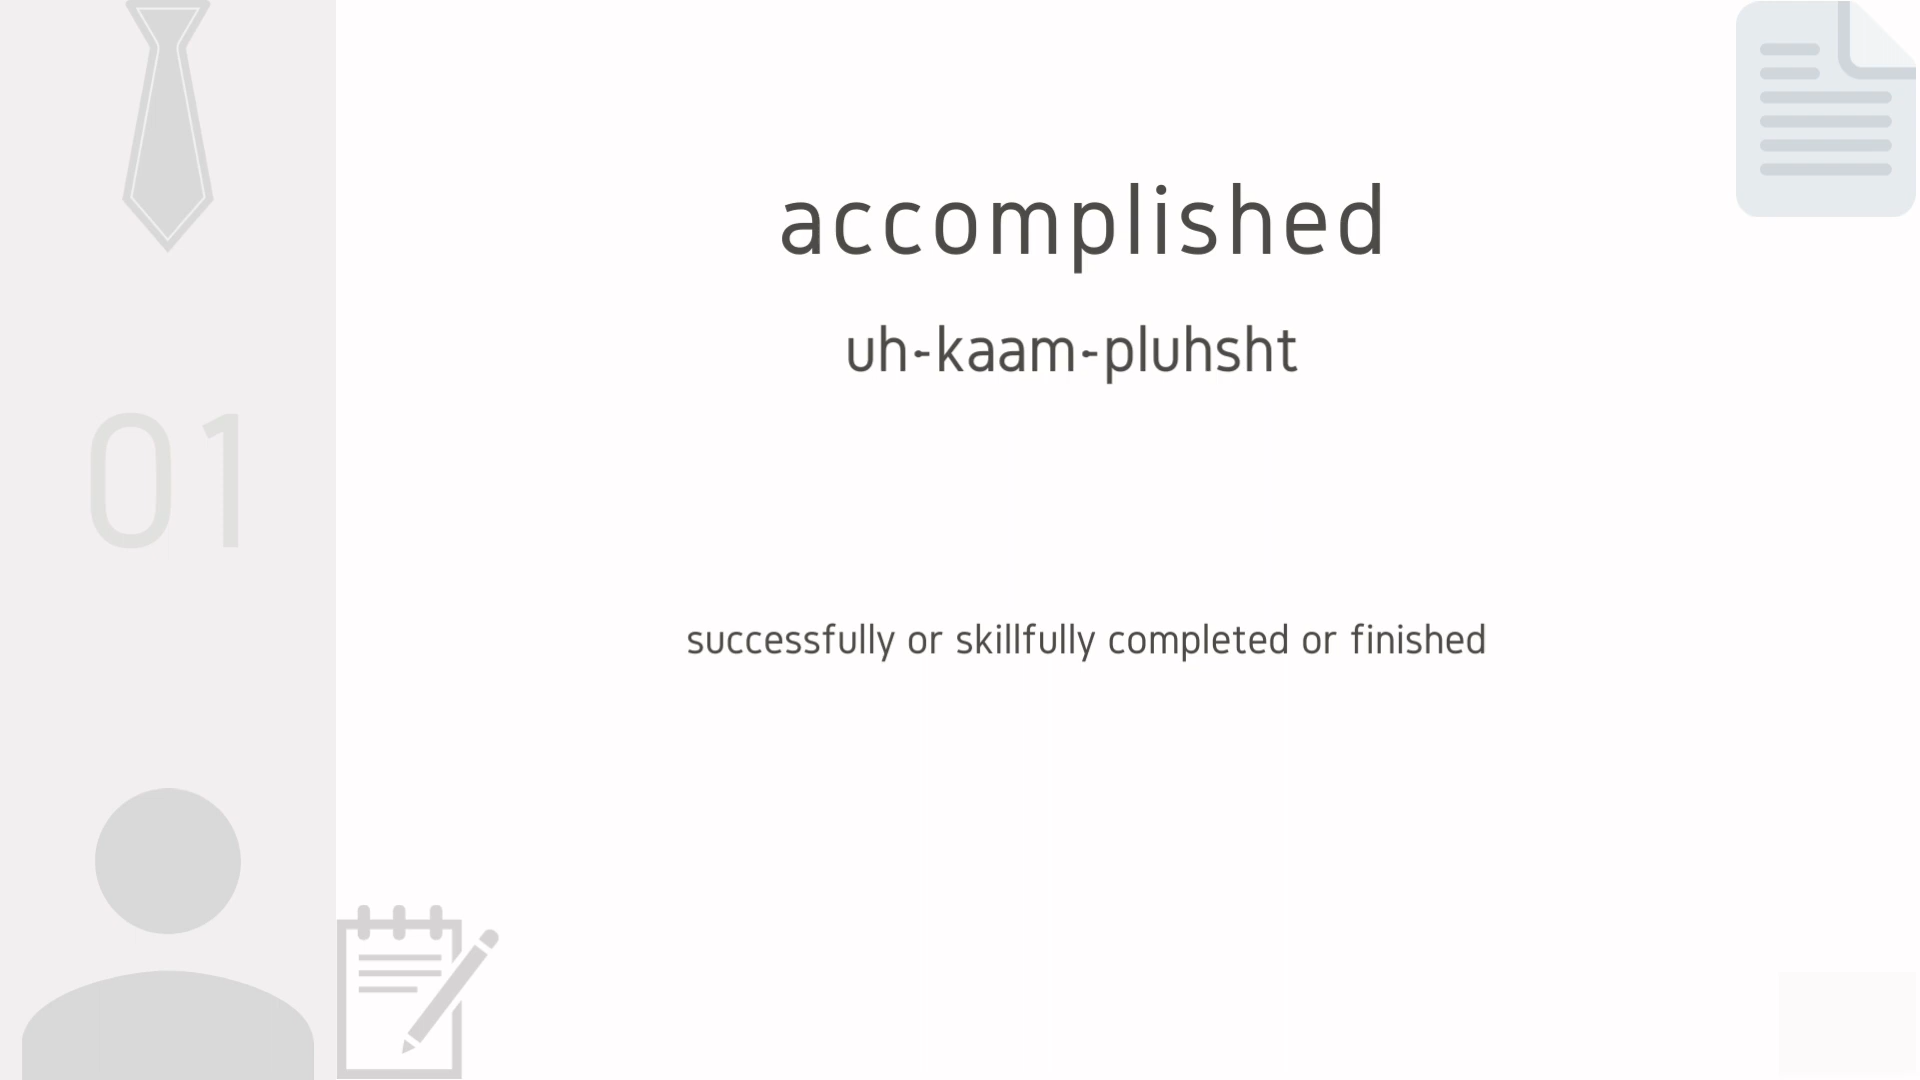 accomplished
uh-kaam-pluhsht
01
successfully or skillfully completed or finished